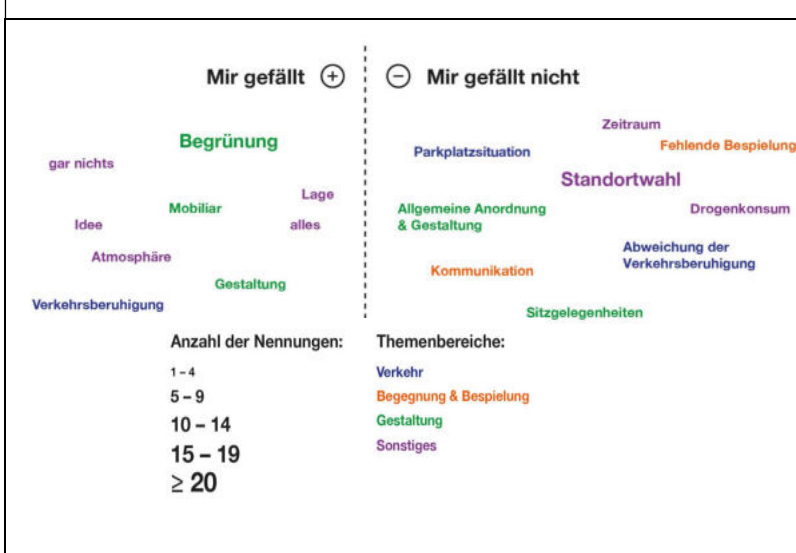 Mir gefällt +
Begrünung
gar nichts
Lage
Mobiliar
Idee
alles
Atmosphäre
Gestaltung
Verkehrsberuhigung
− Mir gefällt nicht
Zeitraum
Fehlende Bespielung
Parkplatzsituation
Standortwahl
Allgemeine Anordnung
& Gestaltung
Drogenkonsum
Abweichung der
Verkehrsberuhigung
Kommunikation
Sitzgelegenheiten
Anzahl der Nennungen:
1 – 4
5 – 9
10 – 14
15 – 19
≥ 20
Themenbereiche:
Verkehr
Begegnung & Bespielung
Gestaltung
Sonstiges